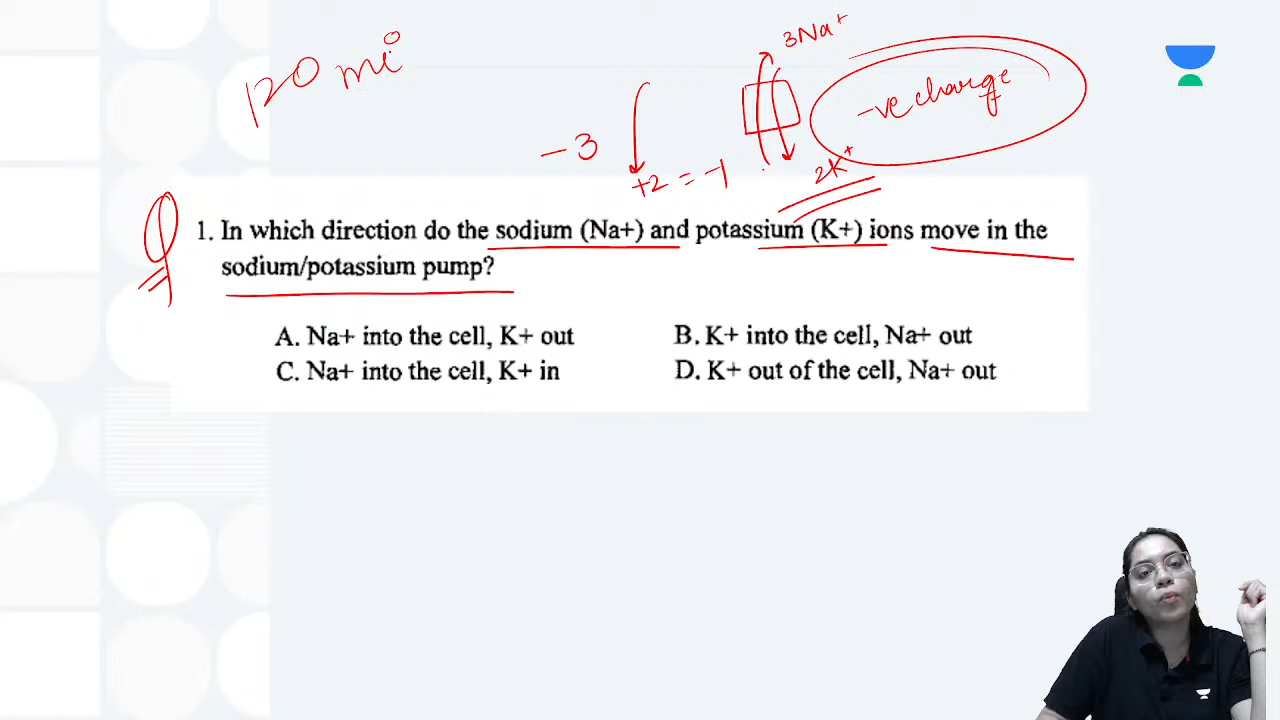 120 mi
3Na+
-ve charge
-3
+2 = -1
2K+
Q
1. In which direction do the sodium (Na+) and potassium (K+) ions move in the
sodium/potassium pump?
A. Na+ into the cell, K+ out
B. K+ into the cell, Na+ out
C. Na+ into the cell, K+ in
D. K+ out of the cell, Na+ out